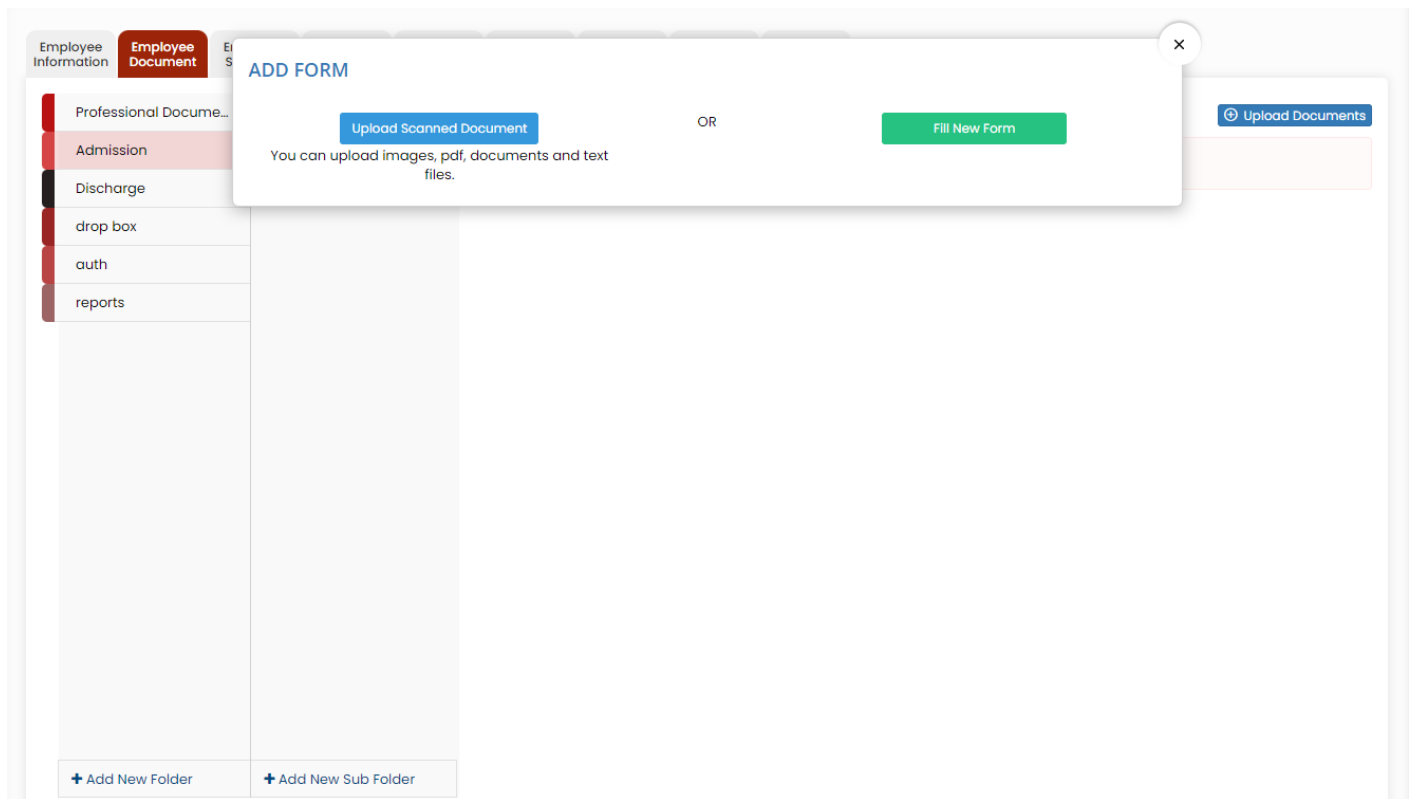 Employee
Information
Employee
Document
ADD FORM
Upload Scanned Document
You can upload images, pdf, documents and text
files.
OR
Fill New Form
Upload Documents
Professional Docume...
Admission
Discharge
drop box
auth
reports
Add New Folder
Add New Sub Folder